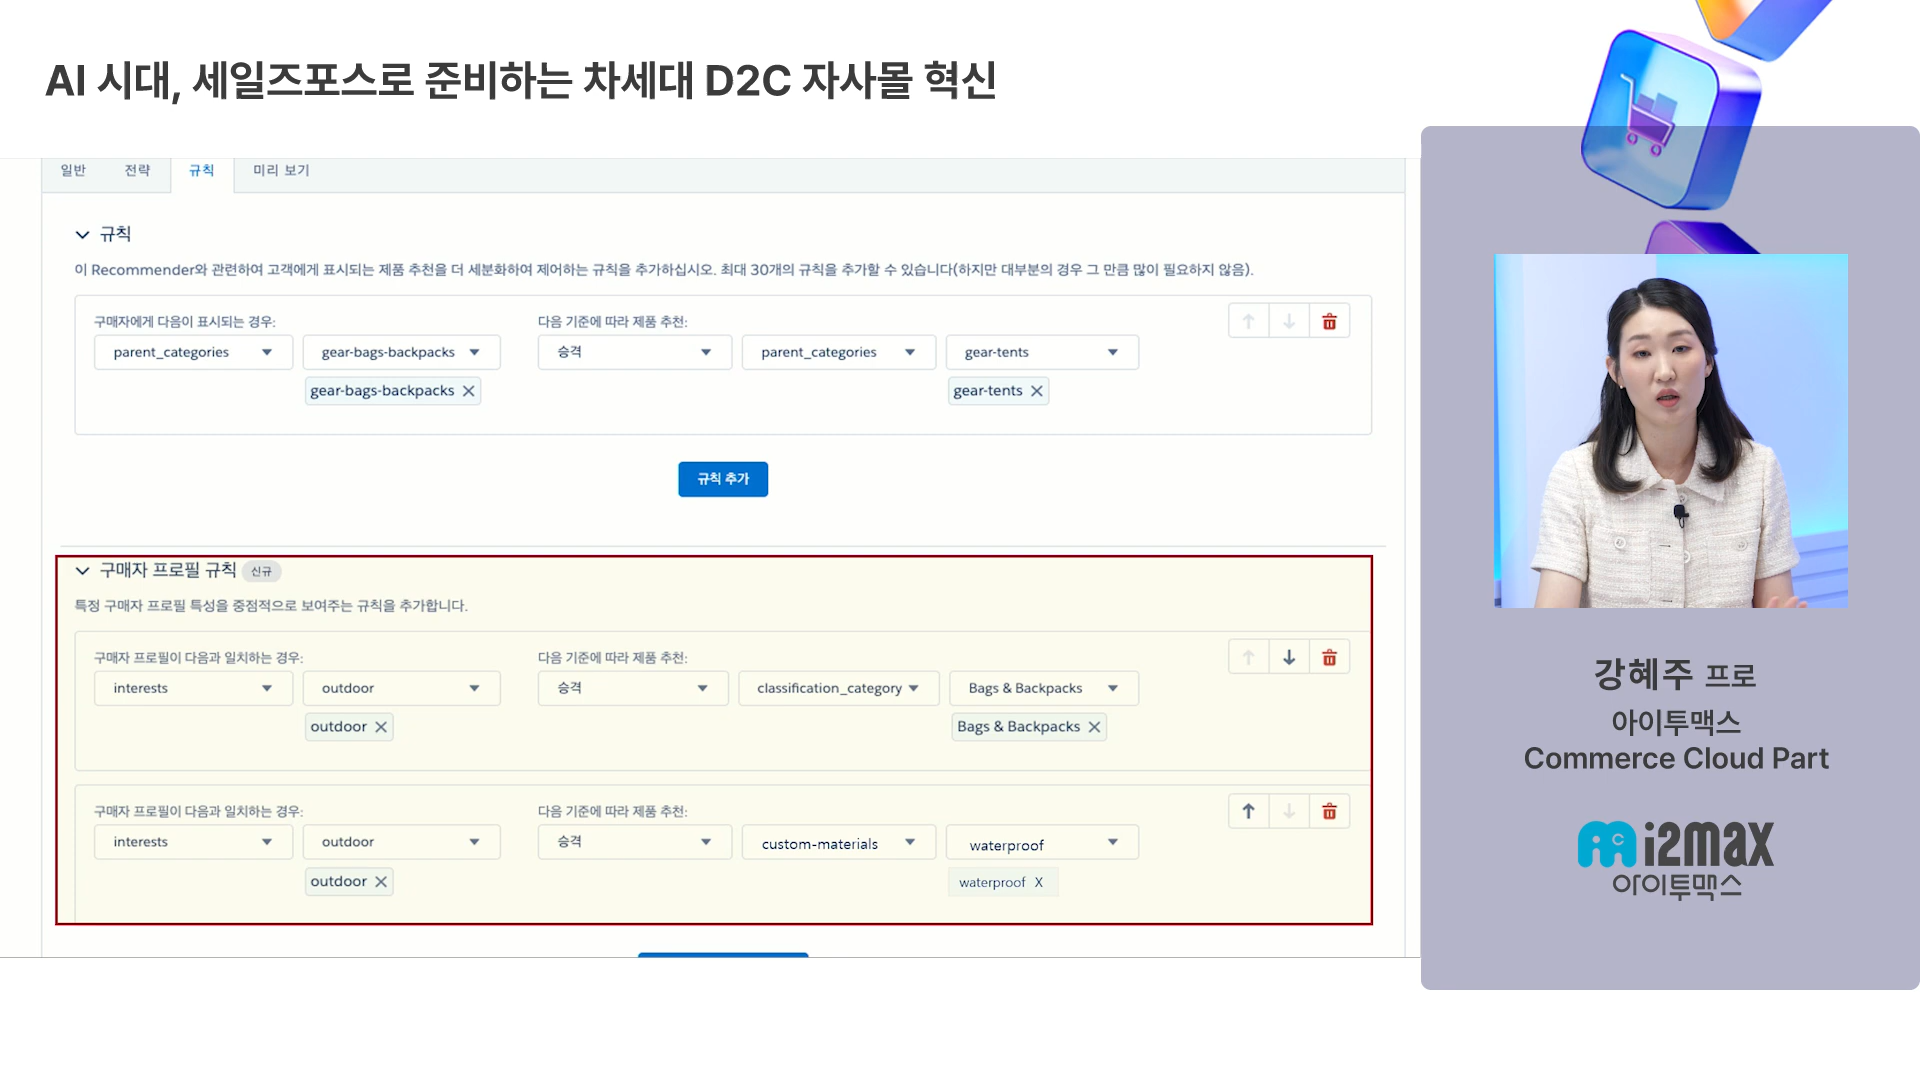 AI 시대, 세일즈포스로 준비하는 차세대 D2C 자사몰 혁신
일반 전략 규칙 미리 보기
규칙
이 Recommender와 관련하여 고객에게 표시되는 제품 추천을 더 세분화하여 제어하는 규칙을 추가하십시오. 최대 30개의 규칙을 추가할 수 있습니다(하지만 대부분의 경우 그 만큼 많이 필요하지 않음).
구매자에게 다음이 표시되는 경우: 다음 기준에 따라 제품 추천:
parent_categories gear-bags-backpacks 승격 parent_categories gear-tents
gear-bags-backpacks X gear-tents X
규칙 추가
구매자 프로필 규칙 신규
특정 구매자 프로필 특성을 중점적으로 보여주는 규칙을 추가합니다.
구매자 프로필이 다음과 일치하는 경우: 다음 기준에 따라 제품 추천:
interests outdoor 승격 classification_category Bags & Backpacks
outdoor X Bags & Backpacks X
구매자 프로필이 다음과 일치하는 경우: 다음 기준에 따라 제품 추천:
interests outdoor 승격 custom-materials waterproof
outdoor X waterproof X
강혜주 프로
아이투맥스
Commerce Cloud Part
i2max
아이투맥스